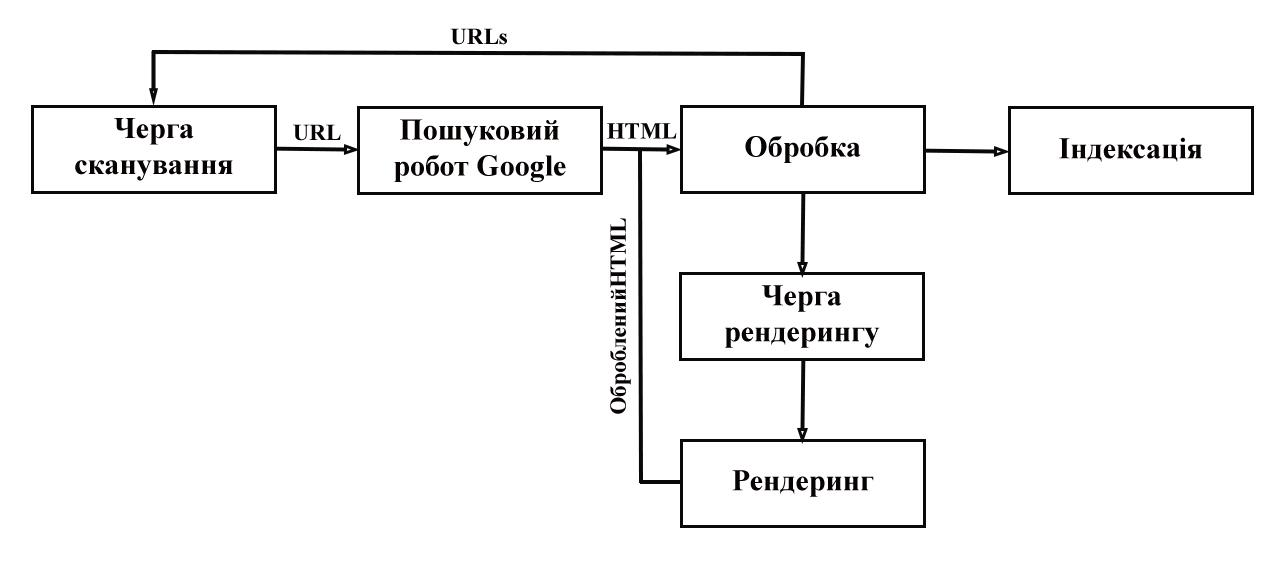 URLs
Черга
сканування
URL
Пошуковий
робот Google
HTML
Обробка
Індексація
ОбробленийHTML
Черга
рендерингу
Рендеринг